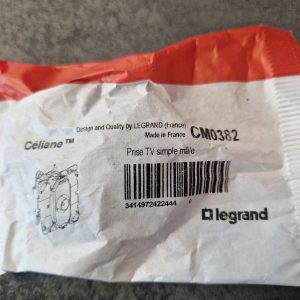 Design and Quality by LEGRAND (France)
Céliane™
Made in France
CM0382
Prise TV simple mâle
3414972422444
legrand